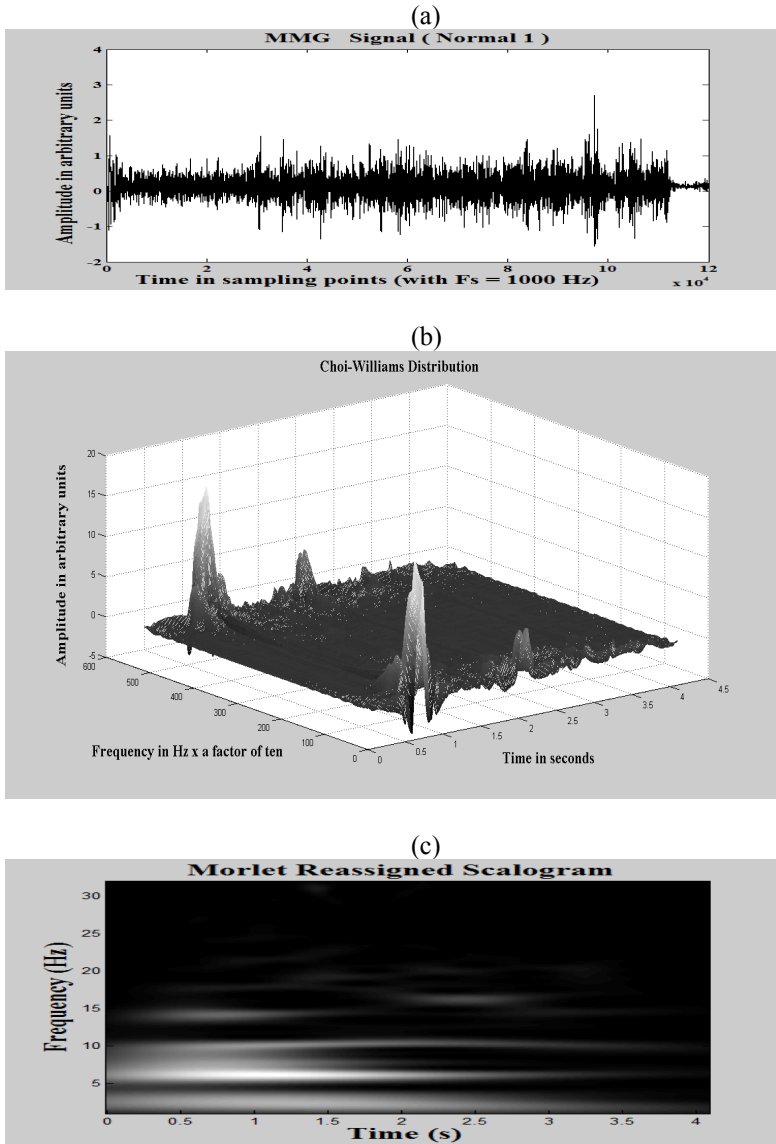 (a)
MMG Signal ( Normal 1 )
Amplitude in arbitrary units
4
3
2
1
0
-1
-2
0 2 4 6 8 10 12
Time in sampling points (with Fs = 1000 Hz)
x 10^4
(b)
Choi-Williams Distribution
Amplitude in arbitrary units
20
15
10
5
0
-5
600
500
400
300
200
100
0
0 0.5 1 1.5 2 2.5 3 3.5 4 4.5
Frequency in Hz x a factor of ten
Time in seconds
(c)
Morlet Reassigned Scalogram
Frequency (Hz)
30
25
20
15
10
5
0 0.5 1 1.5 2 2.5 3 3.5 4
Time (s)